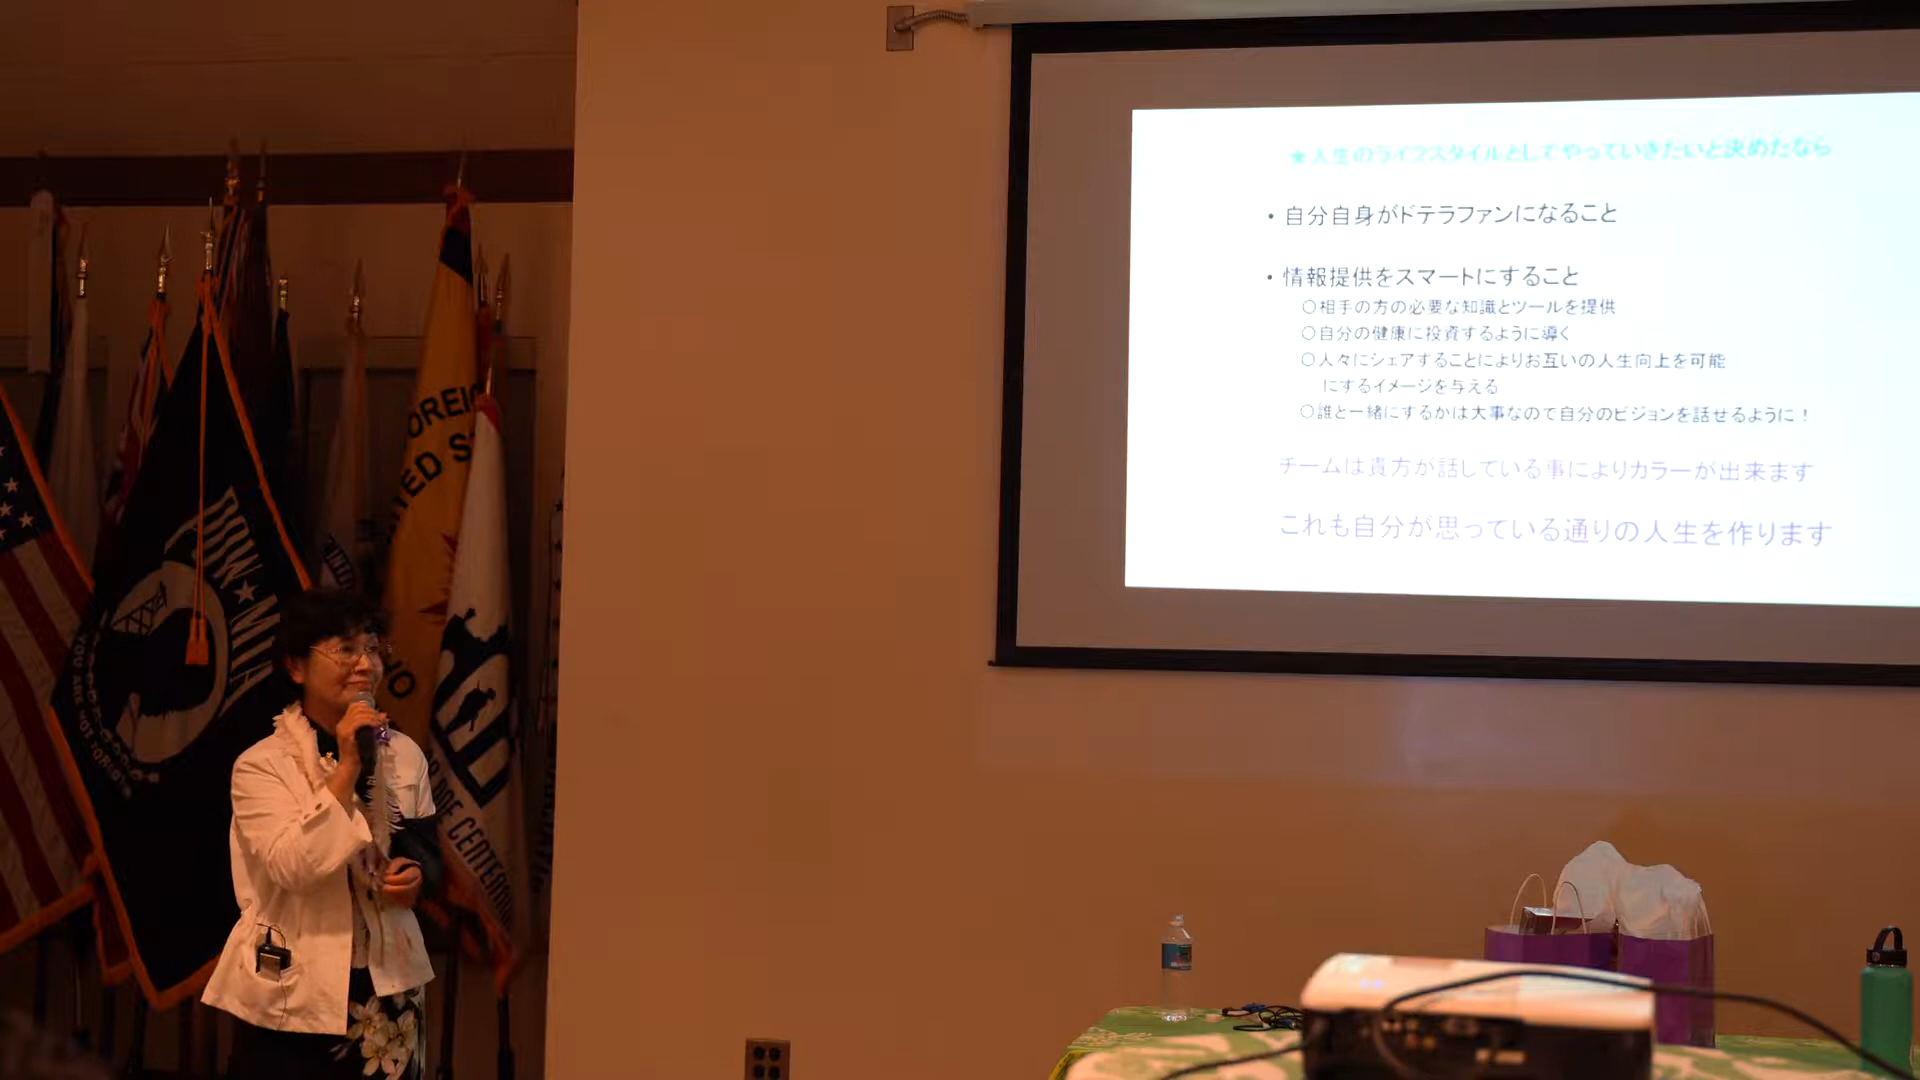 ★人生のライフスタイルとしてやっていきたいと決めたなら
・自分自身がドテラファンになること
・情報提供をスマートにすること
○相手の方の必要な知識とツールを提供
○自分の健康に投資するように導く
○人々にシェアすることによりお互いの人生向上を可能
にするイメージを与える
○誰と一緒にするかは大事なので自分のビジョンを話せるように！
チームは貴方が話している事によりカラーが出来ます
これも自分が思っている通りの人生を作ります
POW★MIA
YOU ARE NOT FORGOTTEN